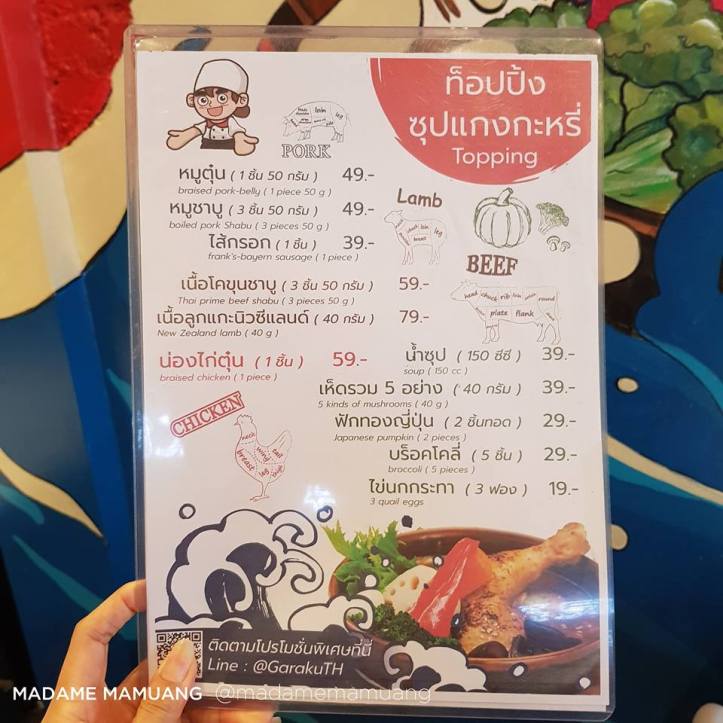 ท็อปปิ้ง
ซุปแกงกะหรี่
Topping
PORK
หมูตุ๋น ( 1 ชิ้น 50 กรัม ) 49.-
braised pork-belly ( 1 piece 50 g )
หมูชาบู ( 3 ชิ้น 50 กรัม ) 49.-
boiled pork Shabu ( 3 pieces 50 g )
ไส้กรอก ( 1 ชิ้น ) 39.-
frank's-bayern sausage ( 1 piece )
Lamb
BEEF
เนื้อโคขุนชาบู ( 3 ชิ้น 50 กรัม ) 59.-
Thai prime beef shabu ( 3 pieces 50 g )
เนื้อลูกแกะนิวซีแลนด์ ( 40 กรัม ) 79.-
New Zealand lamb ( 40 g )
head chuck rib loin round
plate flank
น่องไก่ตุ๋น ( 1 ชิ้น ) 59.-
braised chicken ( 1 piece )
น้ำซุป ( 150 ซีซี ) 39.-
soup ( 150 cc )
เห็ดรวม 5 อย่าง ( 40 กรัม ) 39.-
5 kinds of mushrooms ( 40 g )
ฟักทองญี่ปุ่น ( 2 ชิ้นทอด ) 29.-
Japanese pumpkin ( 2 pieces )
บร็อคโคลี่ ( 5 ชิ้น ) 29.-
broccoli ( 5 pieces )
ไข่นกกระทา ( 3 ฟอง ) 19.-
3 quail eggs
CHICKEN
neck
wing
tail
breast
leg
ติดตามโปรโมชั่นพิเศษที่นี่
Line : @GarakuTH
MADAME MAMUANG @madamemamuang